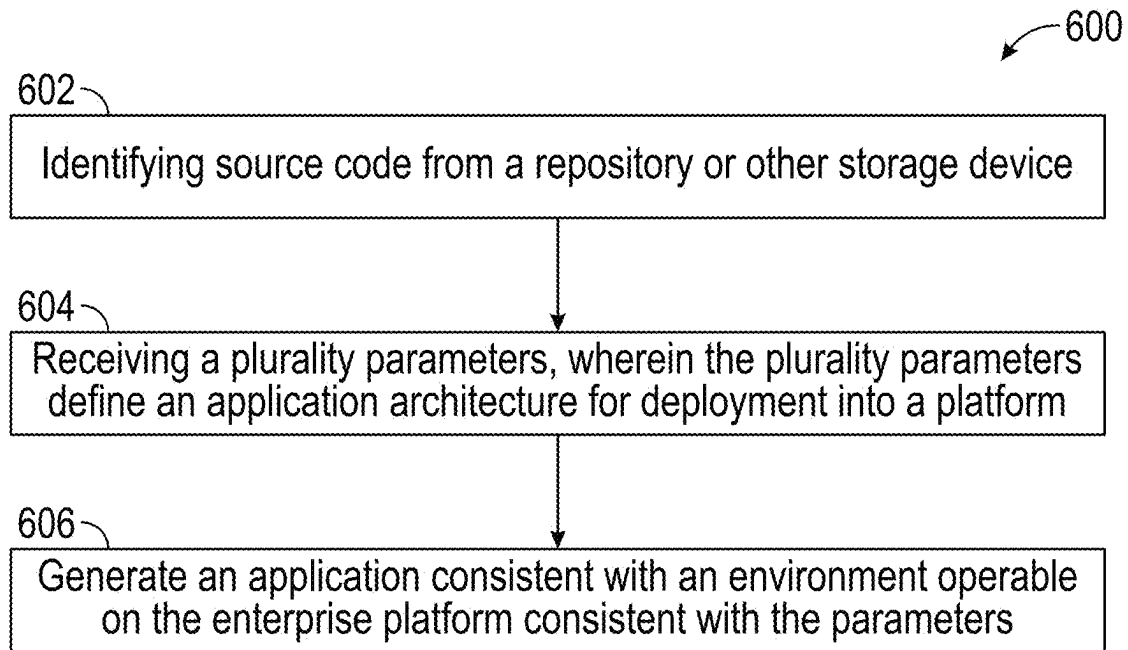 600
602
Identifying source code from a repository or other storage device
604
Receiving a plurality parameters, wherein the plurality parameters
define an application architecture for deployment into a platform
606
Generate an application consistent with an environment operable
on the enterprise platform consistent with the parameters